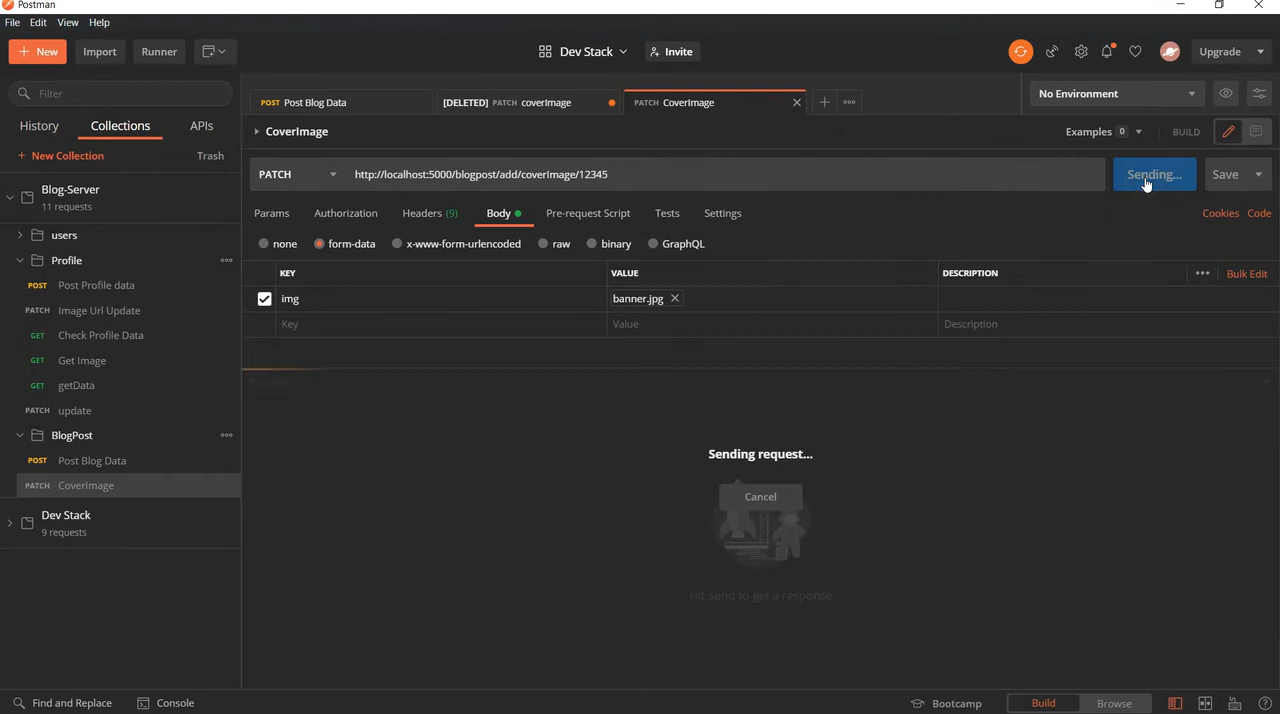 Postman
File Edit View Help
+ New Import Runner Dev Stack Invite Upgrade
Filter
POST Post Blog Data [DELETED] PATCH coverImage PATCH CoverImage No Environment
History Collections APIs
CoverImage Examples 0 BUILD
+ New Collection Trash
PATCH http://localhost:5000/blogpost/add/coverImage/12345 Sending... Save
Blog-Server
11 requests
Params Authorization Headers (9) Body Pre-request Script Tests Settings Cookies Code
users
none form-data x-www-form-urlencoded raw binary GraphQL
Profile
KEY VALUE DESCRIPTION Bulk Edit
POST Post Profile data
img banner.jpg
PATCH Image Url Update
Key Value Description
GET Check Profile Data
GET Get Image
GET getData
PATCH update
BlogPost
Sending request...
POST Post Blog Data
PATCH CoverImage
Cancel
Dev Stack
9 requests
Hit Send to get a response
Find and Replace Console Bootcamp Build Browse